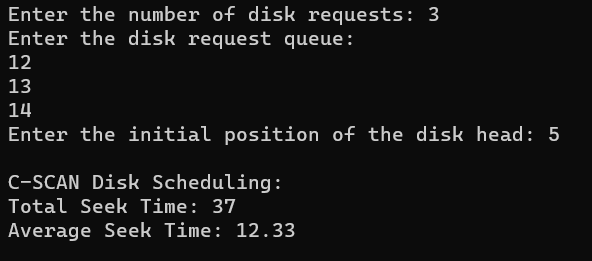 Enter the number of disk requests: 3
Enter the disk request queue:
12
13
14
Enter the initial position of the disk head: 5
C-SCAN Disk Scheduling:
Total Seek Time: 37
Average Seek Time: 12.33